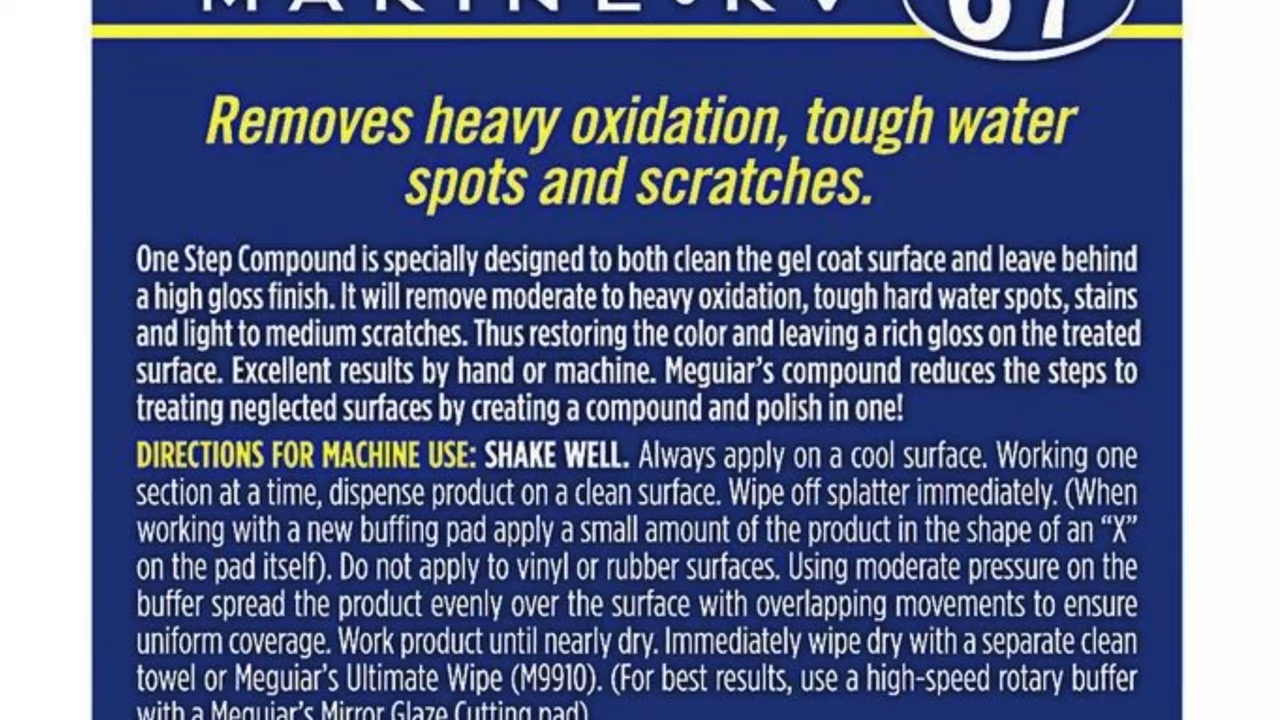 MARINE RV 67
Removes heavy oxidation, tough water
spots and scratches.
One Step Compound is specially designed to both clean the gel coat surface and leave behind
a high gloss finish. It will remove moderate to heavy oxidation, tough hard water spots, stains
and light to medium scratches. Thus restoring the color and leaving a rich gloss on the treated
surface. Excellent results by hand or machine. Meguiar's compound reduces the steps to
treating neglected surfaces by creating a compound and polish in one!
DIRECTIONS FOR MACHINE USE: SHAKE WELL. Always apply on a cool surface. Working one
section at a time, dispense product on a clean surface. Wipe off splatter immediately. (When
working with a new buffing pad apply a small amount of the product in the shape of an “X”
on the pad itself). Do not apply to vinyl or rubber surfaces. Using moderate pressure on the
buffer spread the product evenly over the surface with overlapping movements to ensure
uniform coverage. Work product until nearly dry. Immediately wipe dry with a separate clean
towel or Meguiar's Ultimate Wipe (M9910). (For best results, use a high-speed rotary buffer
with a Meguiar's Mirror Glaze Cutting pad)